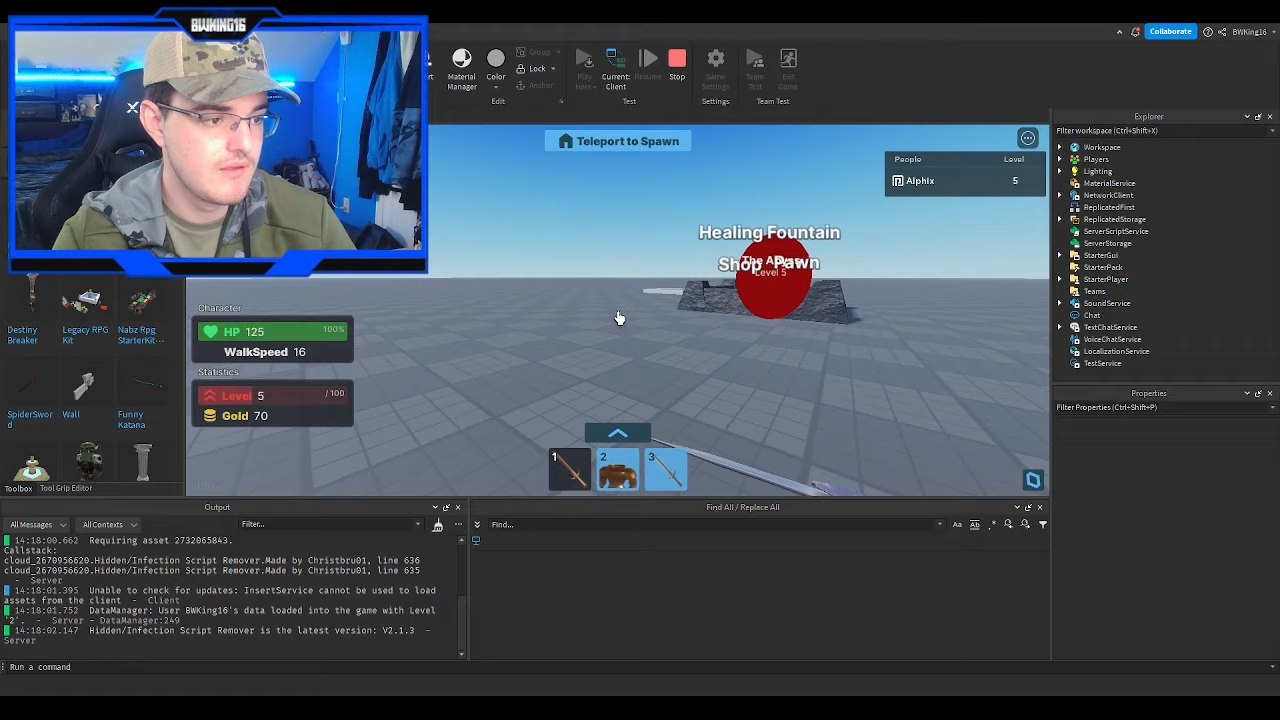 BWKING16
Collaborate
BWKing16
Material
Manager
Color
Group
Lock
Anchor
Edit
Play
Here
Current:
Client
Resume
Stop
Test
Game
Settings
Settings
Team
Test
Exit
Game
Team Test
Teleport to Spawn
People
Level
Alphix
5
Healing Fountain
The Abyss
Shop
Pawn
Level 5
Character
HP 125
100%
WalkSpeed 16
Statistics
Level 5
/100
Gold 70
1
2
3
Destiny
Breaker
Legacy RPG
Kit
Nabz Rpg
StarterKit...
SpiderSwor
d
Wall
Funny
Katana
Toolbox
Tool Grip Editor
Explorer
Filter workspace (Ctrl+Shift+X)
Workspace
Players
Lighting
MaterialService
NetworkClient
ReplicatedFirst
ReplicatedStorage
ServerScriptService
ServerStorage
StarterGui
StarterPack
StarterPlayer
Teams
SoundService
Chat
TextChatService
VoiceChatService
LocalizationService
TestService
Properties
Filter Properties (Ctrl+Shift+P)
Output
All Messages
All Contexts
Filter...
14:18:00.662 Requiring asset 2732065843.
Callstack:
cloud_2670956620.Hidden/Infection Script Remover.Made by Christbru01, line 636
cloud_2670956620.Hidden/Infection Script Remover.Made by Christbru01, line 635
- Server
14:18:01.395 Unable to check for updates: InsertService cannot be used to load
assets from the client - Client
14:18:01.752 DataManager: User BWKing16's data loaded into the game with Level
'2'. - Server - DataManager:249
14:18:02.147 Hidden/Infection Script Remover is the latest version: V2.1.3 -
Server
Find All / Replace All
Find...
Aa
Ab
Run a command